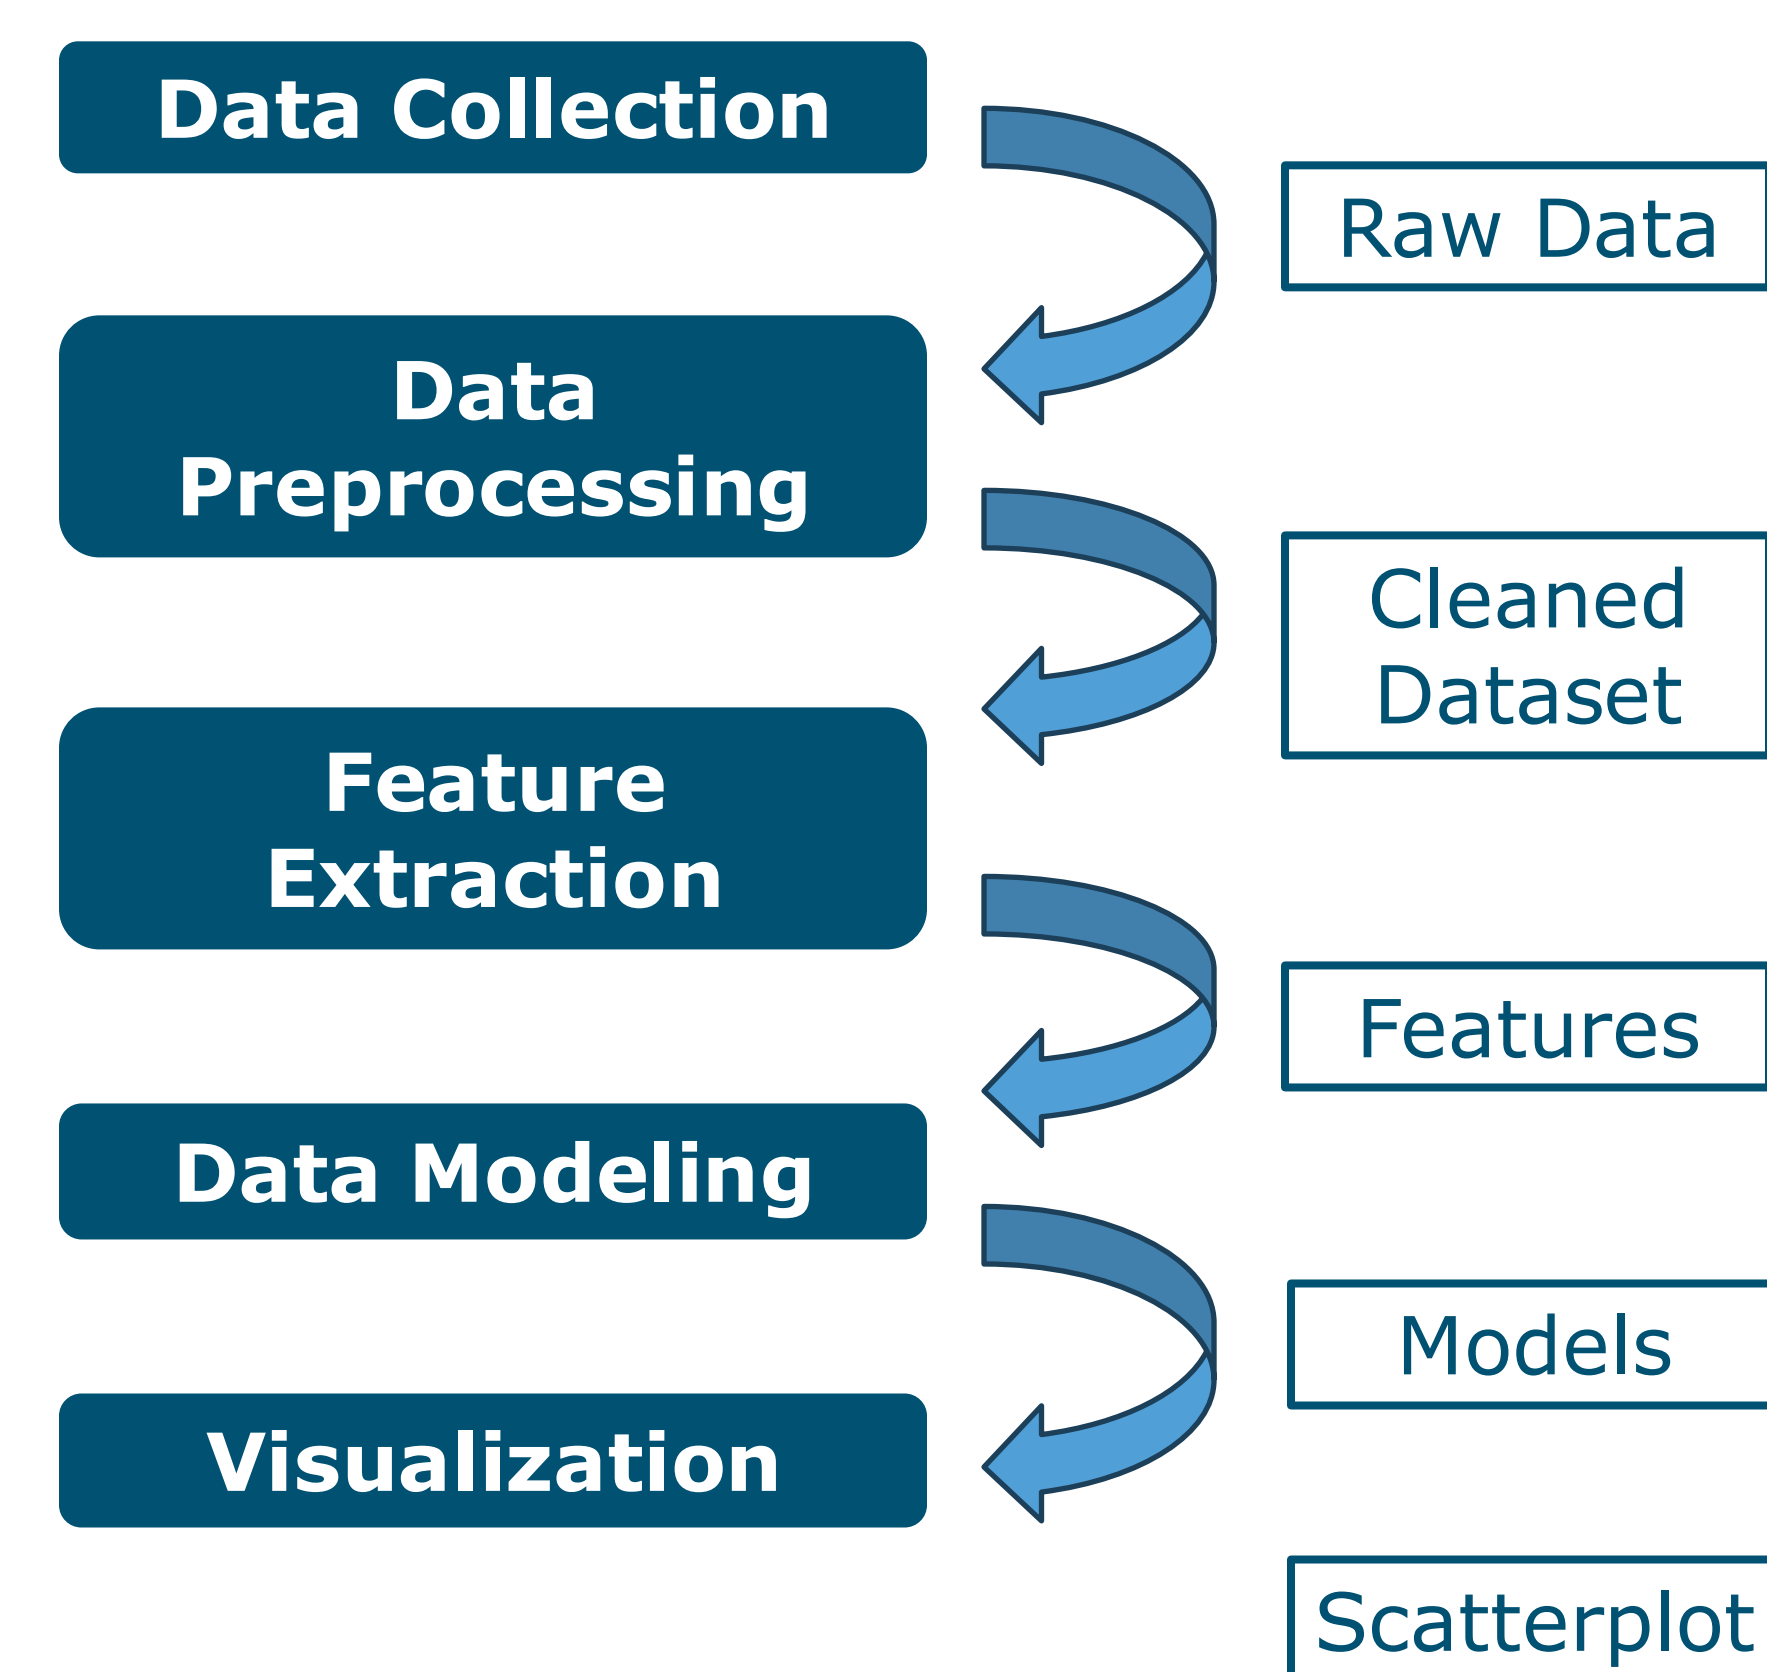 Data Collection
Raw Data
Data
Preprocessing
Cleaned
Dataset
Feature
Extraction
Features
Data Modeling
Models
Visualization
Scatterplot